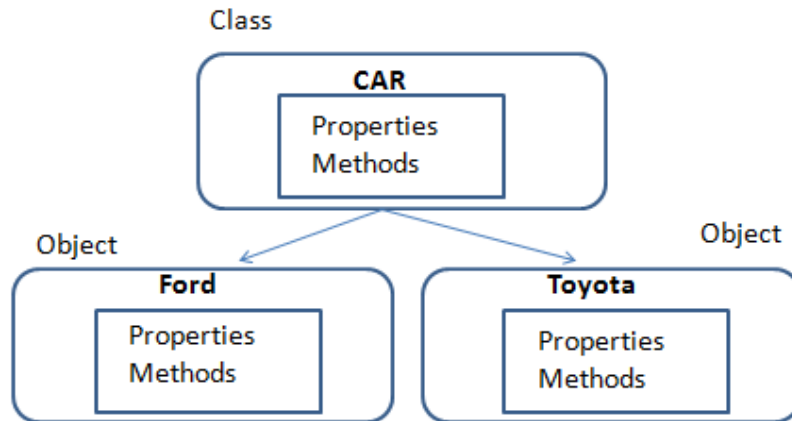 Class
CAR
Properties
Methods
Object
Object
Ford
Properties
Methods
Toyota
Properties
Methods